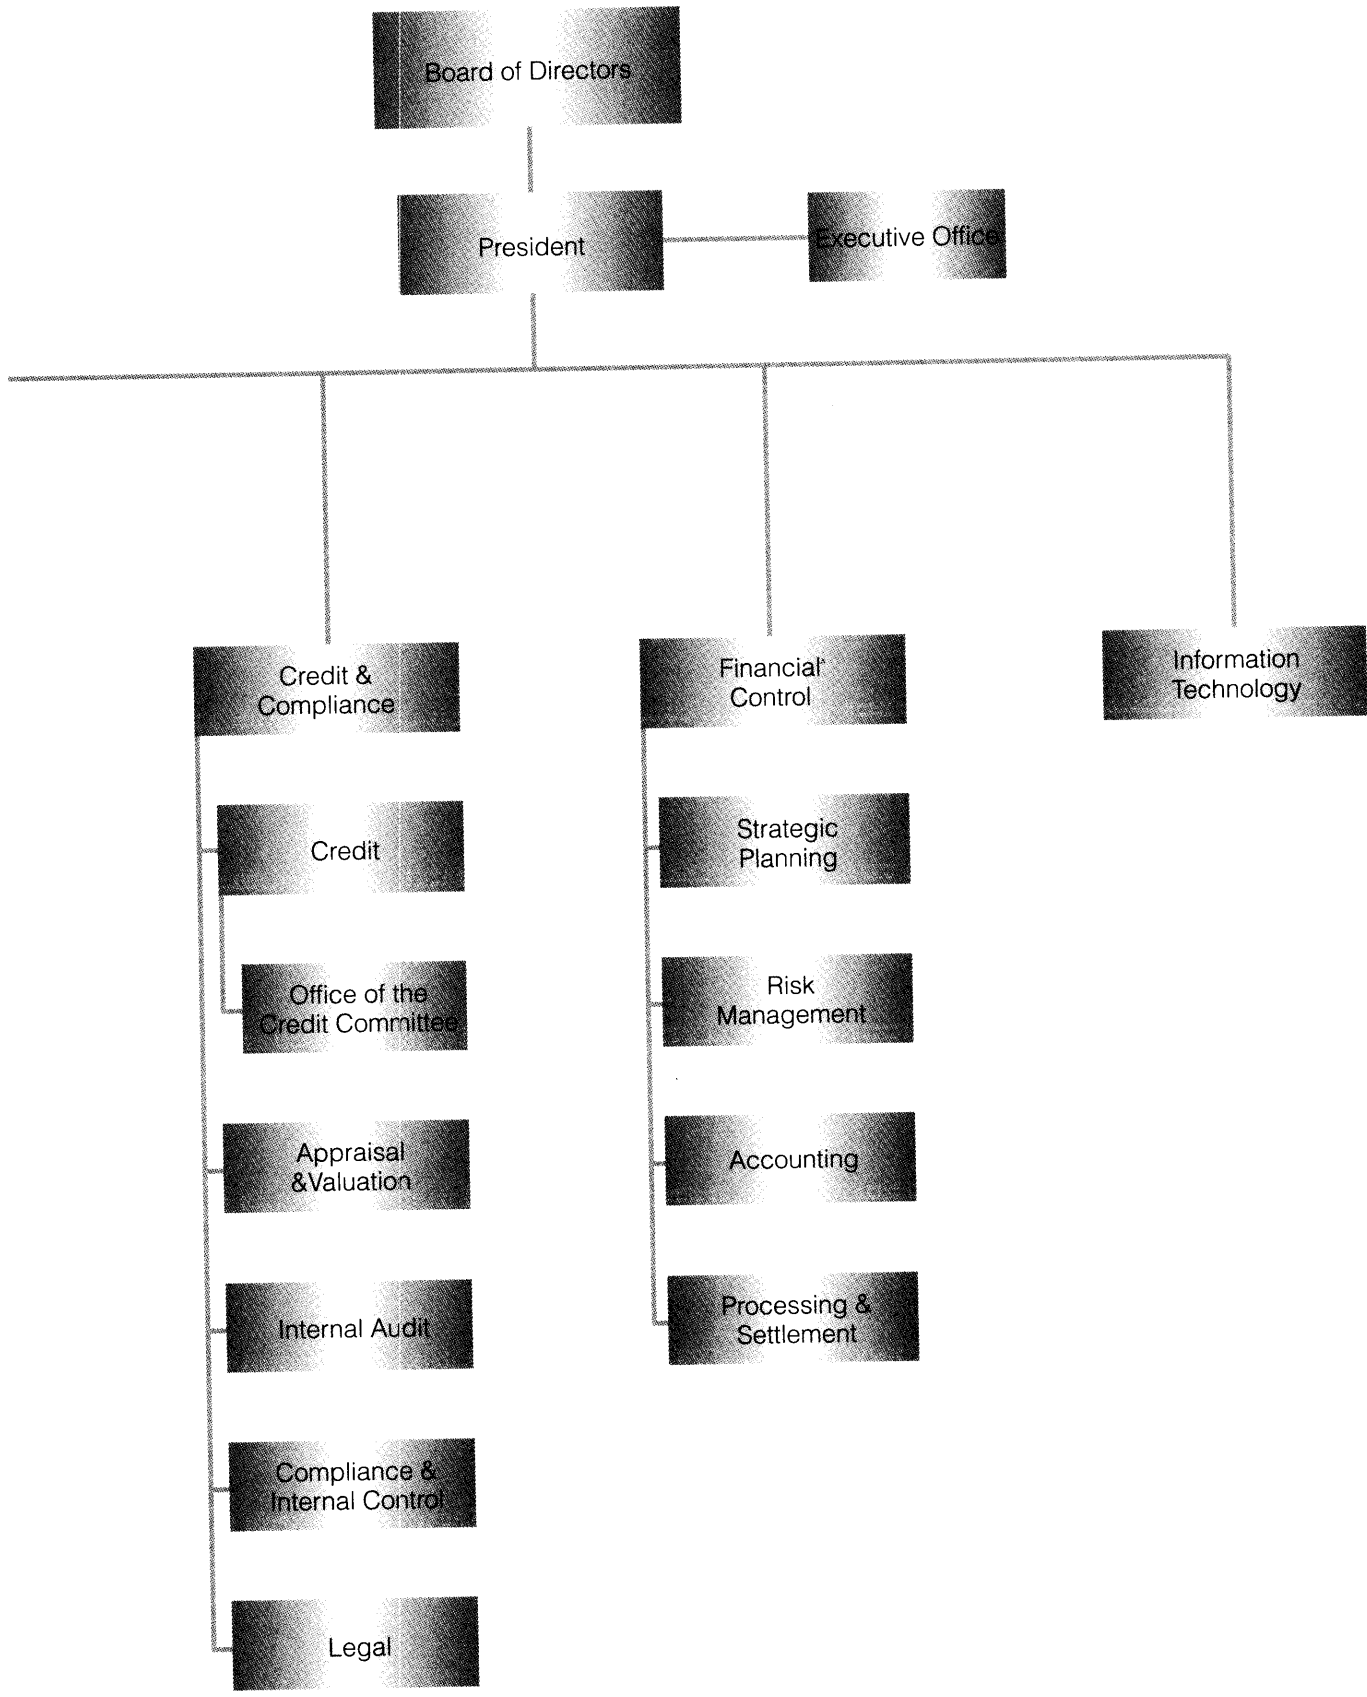 Board of Directors
President
Executive Office
Credit &
Compliance
Financial
Control
Information
Technology
Credit
Strategic
Planning
Office of the
Credit Committee
Risk
Management
Appraisal
&Valuation
Accounting
Internal Audit
Processing &
Settlement
Compliance &
Internal Control
Legal